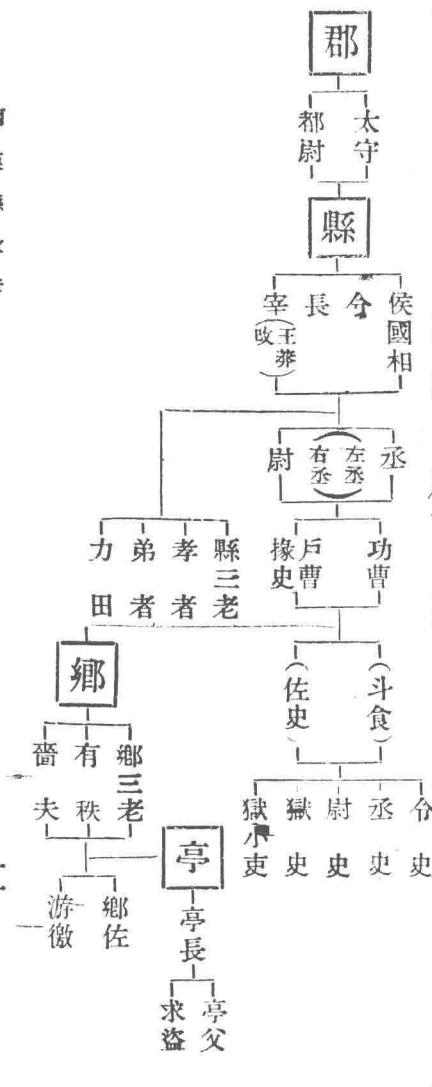 郡
太守
都尉
縣
侯國相
令
長
宰（王莽改）
丞
（左丞
右丞）
尉
功曹
戶曹
掾史
縣三老
孝者
弟者
力田
（斗食）
（佐史）
令史
丞史
尉史
獄史
獄小吏
鄉
鄉三老
有秩
嗇夫
鄉佐
游徼
亭
亭長
亭父
求盜